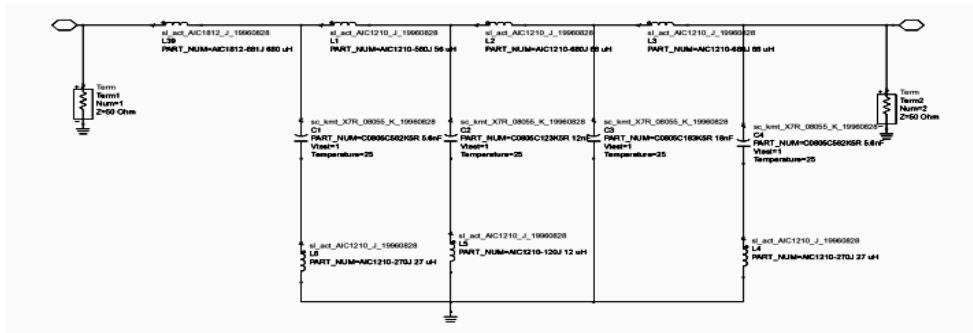 sl_act_AIC1812_J_19960828
L39
PART_NUM=AIC1812-681J 680 uH
sl_act_AIC1210_J_19960828
L1
PART_NUM=AIC1210-560J 56 uH
sl_act_AIC1210_J_19960828
L2
PART_NUM=AIC1210-680J 68 uH
sl_act_AIC1210_J_19960828
L3
PART_NUM=AIC1210-680J 68 uH
Term
Term1
Num=1
Z=50 Ohm
Term
Term2
Num=2
Z=50 Ohm
sc_kmt_X7R_08055_K_19960828
C1
PART_NUM=C0805C562K5R 5.6nF
Vtest=1
Temperature=25
sc_kmt_X7R_08055_K_19960828
C2
PART_NUM=C0805C123K5R 12nF
Vtest=1
Temperature=25
sc_kmt_X7R_08055_K_19960828
C3
PART_NUM=C0805C183K5R 18nF
Vtest=1
Temperature=25
sc_kmt_X7R_08055_K_19960828
C4
PART_NUM=C0805C562K5R 5.6nF
Vtest=1
Temperature=25
sl_act_AIC1210_J_19960828
L6
PART_NUM=AIC1210-270J 27 uH
sl_act_AIC1210_J_19960828
L5
PART_NUM=AIC1210-120J 12 uH
sl_act_AIC1210_J_19960828
L4
PART_NUM=AIC1210-270J 27 uH